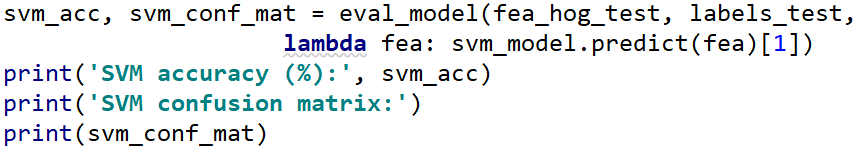 svm_acc, svm_conf_mat = eval_model(fea_hog_test, labels_test,
lambda fea: svm_model.predict(fea)[1])
print('SVM accuracy (%):', svm_acc)
print('SVM confusion matrix:')
print(svm_conf_mat)